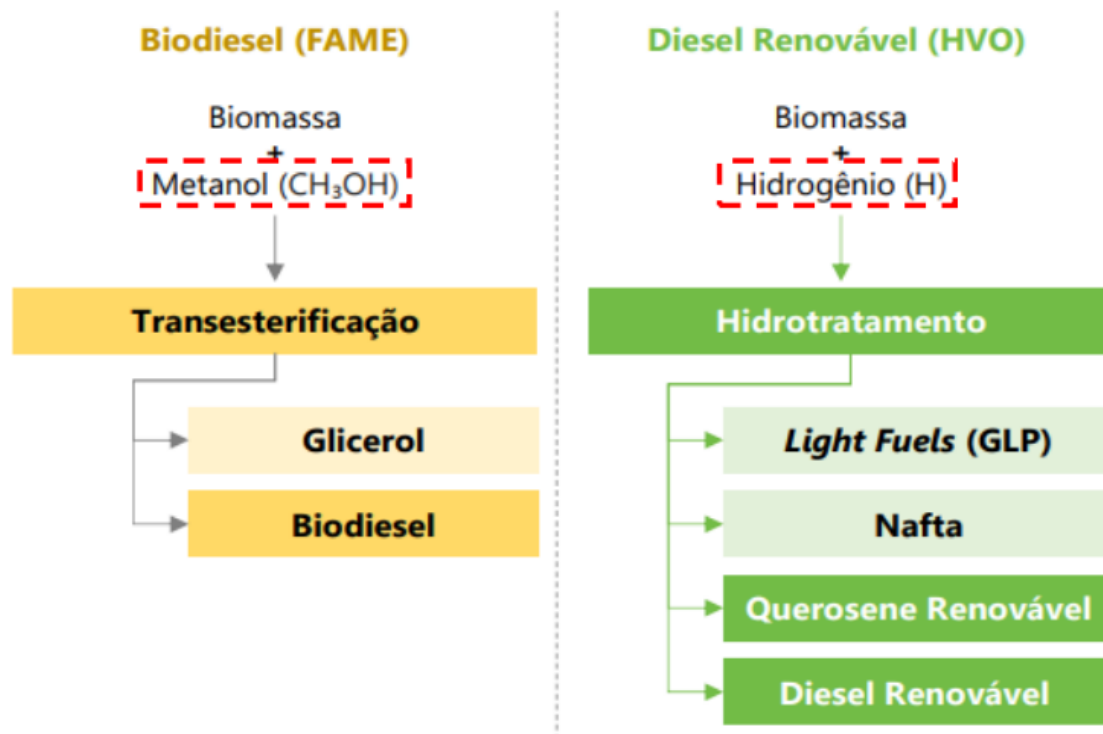 Biodiesel (FAME)
Biomassa
+
Metanol (CH₃OH)
Transesterificação
Glicerol
Biodiesel
Diesel Renovável (HVO)
Biomassa
+
Hidrogênio (H)
Hidrotratamento
Light Fuels (GLP)
Nafta
Querosene Renovável
Diesel Renovável